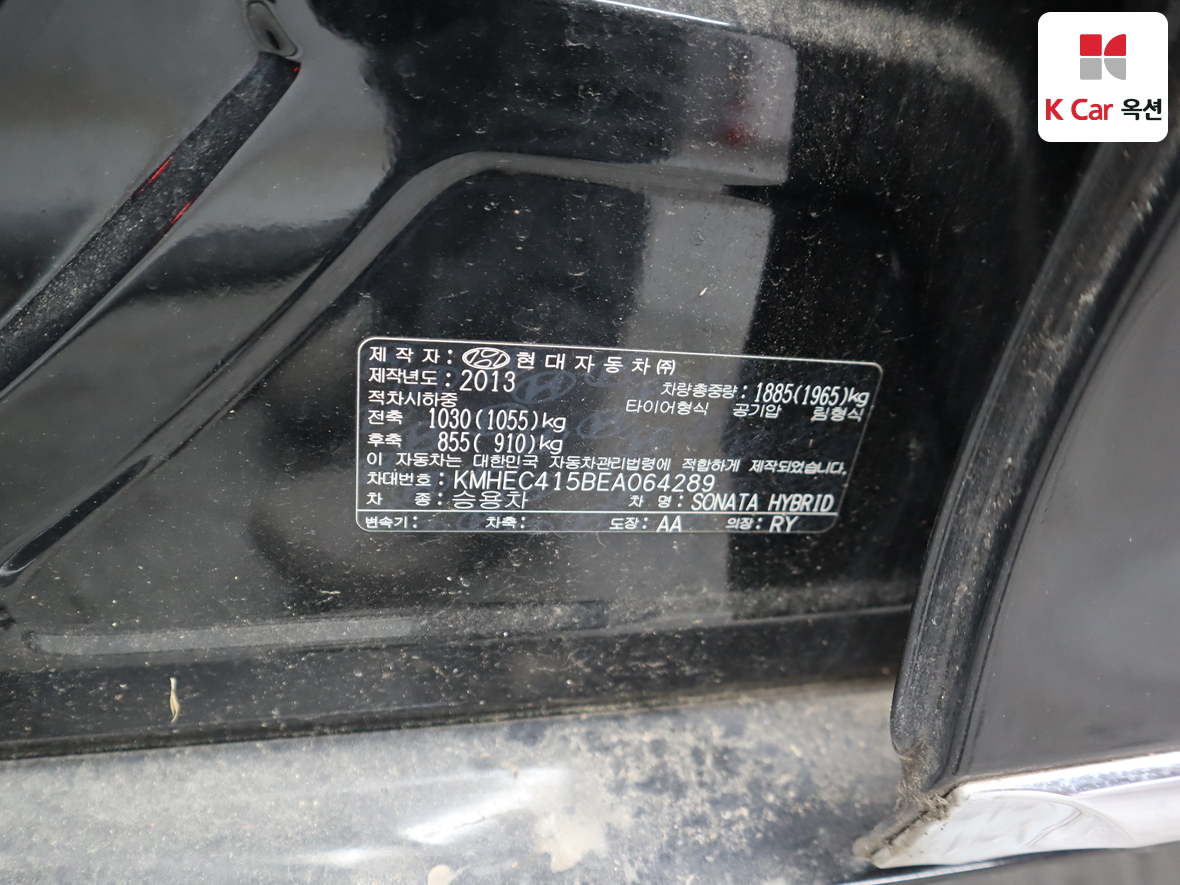 K Car 옥션
제 작 자 : 현 대 자 동 차 ㈜
제작년도 : 2013 차량총중량 : 1885(1965)kg
적차시하중 타이어형식 공기압 림형식
전축 1030(1055)kg
후축 855( 910)kg
이 자동차는 대한민국 자동차관리법령에 적합하게 제작되었습니다.
차대번호 : KMHEC415BEA064289
차 종 : 승용차 차 명 : SONATA HYBRID
변속기 : 차축 : 도장 : AA 의장 : RY